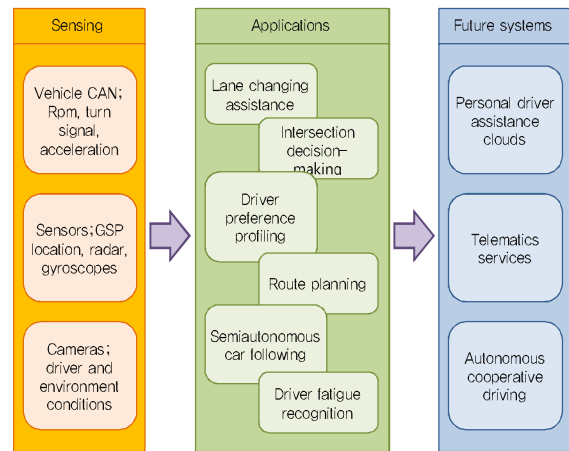 Sensing
Vehicle CAN;
Rpm, turn
signal,
acceleration
Sensors;GSP
location, radar,
gyroscopes
Cameras;
driver and
environment
conditions
Applications
Lane changing
assistance
Intersection
decision-
making
Driver
preference
profiling
Route planning
Semiautonomous
car following
Driver fatigue
recognition
Future systems
Personal driver
assistance
clouds
Telematics
services
Autonomous
cooperative
driving